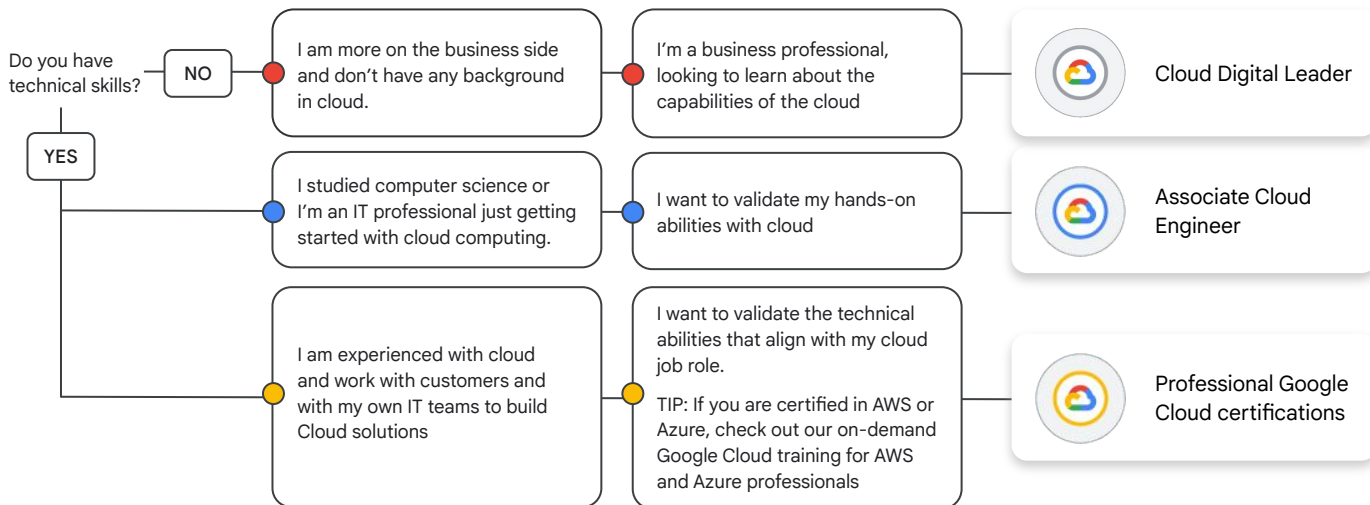 Do you have
technical skills?
NO
YES
I am more on the business side
and don’t have any background
in cloud.
I’m a business professional,
looking to learn about the
capabilities of the cloud
Cloud Digital Leader
I studied computer science or
I’m an IT professional just getting
started with cloud computing.
I want to validate my hands-on
abilities with cloud
Associate Cloud
Engineer
I am experienced with cloud
and work with customers and
with my own IT teams to build
Cloud solutions
I want to validate the technical
abilities that align with my cloud
job role.
TIP: If you are certified in AWS or
Azure, check out our on-demand
Google Cloud training for AWS
and Azure professionals
Professional Google
Cloud certifications